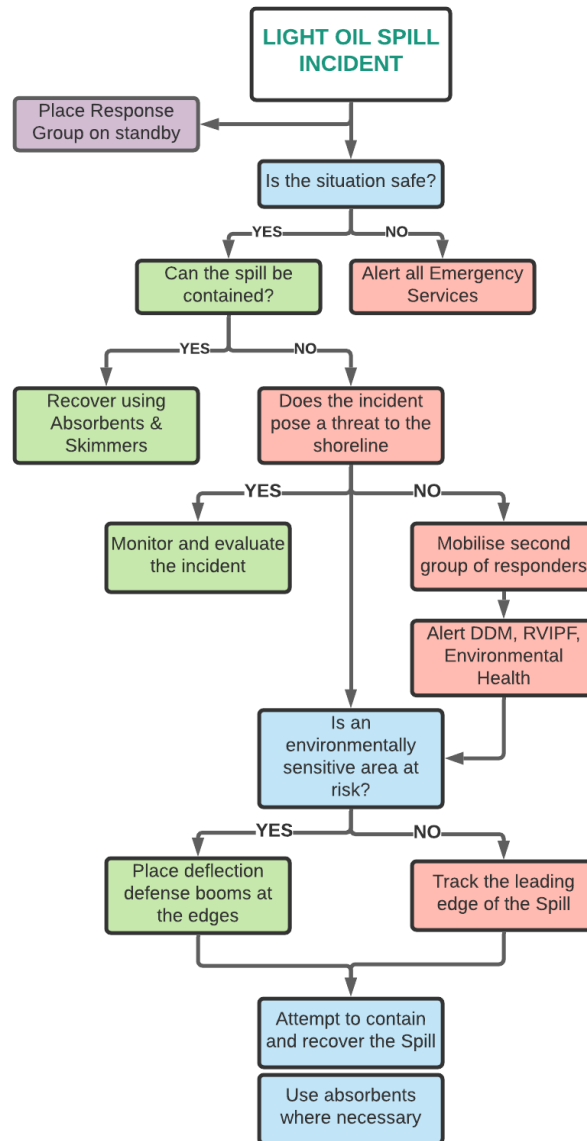 LIGHT OIL SPILL
INCIDENT
Place Response
Group on standby
Is the situation safe?
YES
NO
Can the spill be
contained?
Alert all Emergency
Services
YES
NO
Recover using
Absorbents &
Skimmers
Does the incident
pose a threat to the
shoreline
YES
NO
Monitor and evaluate
the incident
Mobilise second
group of responders
Alert DDM, RVIPF,
Environmental
Health
Is an
environmentally
sensitive area at
risk?
YES
NO
Place deflection
defense booms at
the edges
Track the leading
edge of the Spill
Attempt to contain
and recover the Spill
Use absorbents
where necessary